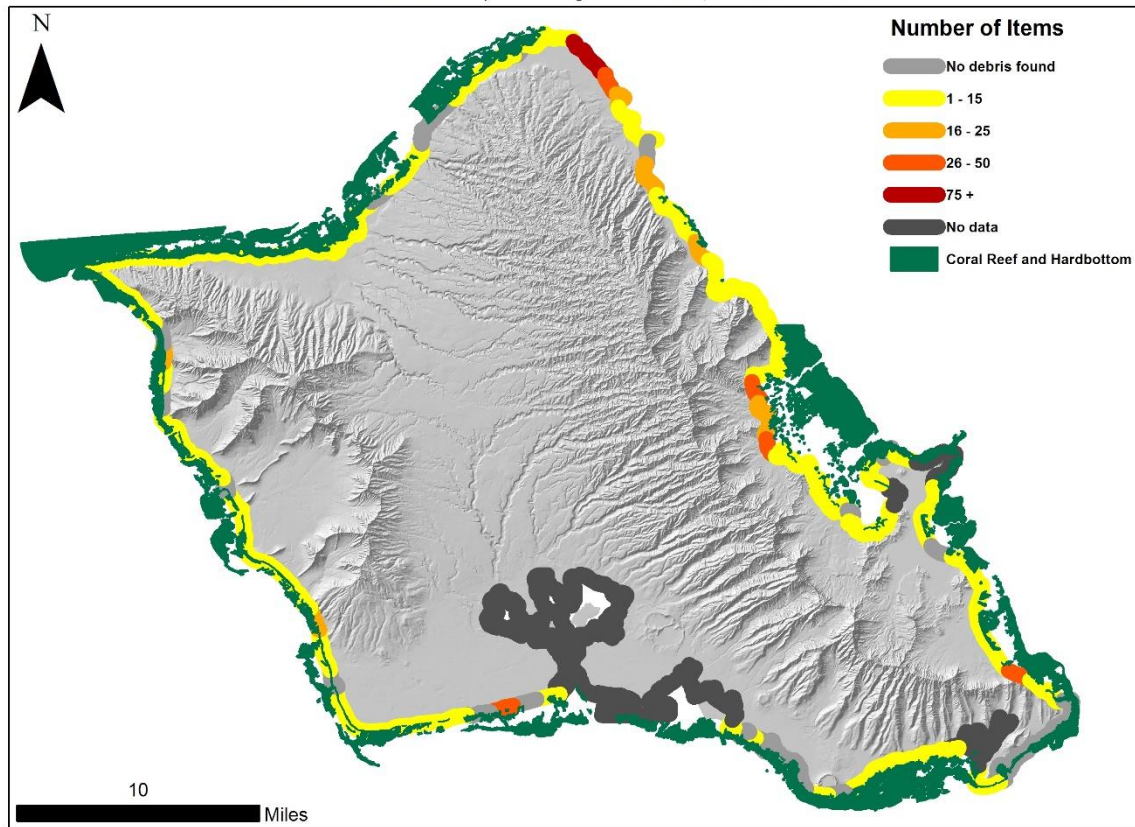 N
Number of Items
No debris found
1 - 15
16 - 25
26 - 50
75 +
No data
Coral Reef and Hardbottom
10
Miles